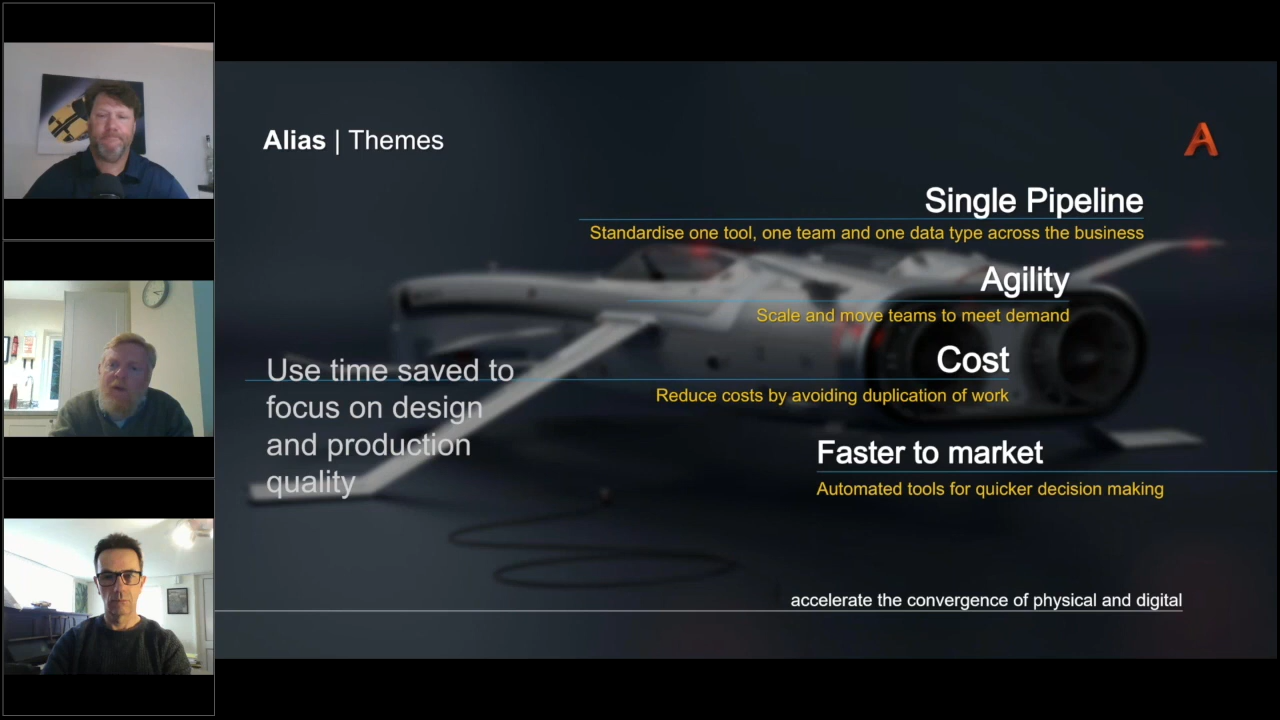 Alias | Themes
Single Pipeline
Standardise one tool, one team and one data type across the business
Agility
Scale and move teams to meet demand
Cost
Reduce costs by avoiding duplication of work
Use time saved to
focus on design
and production
quality
Faster to market
Automated tools for quicker decision making
accelerate the convergence of physical and digital